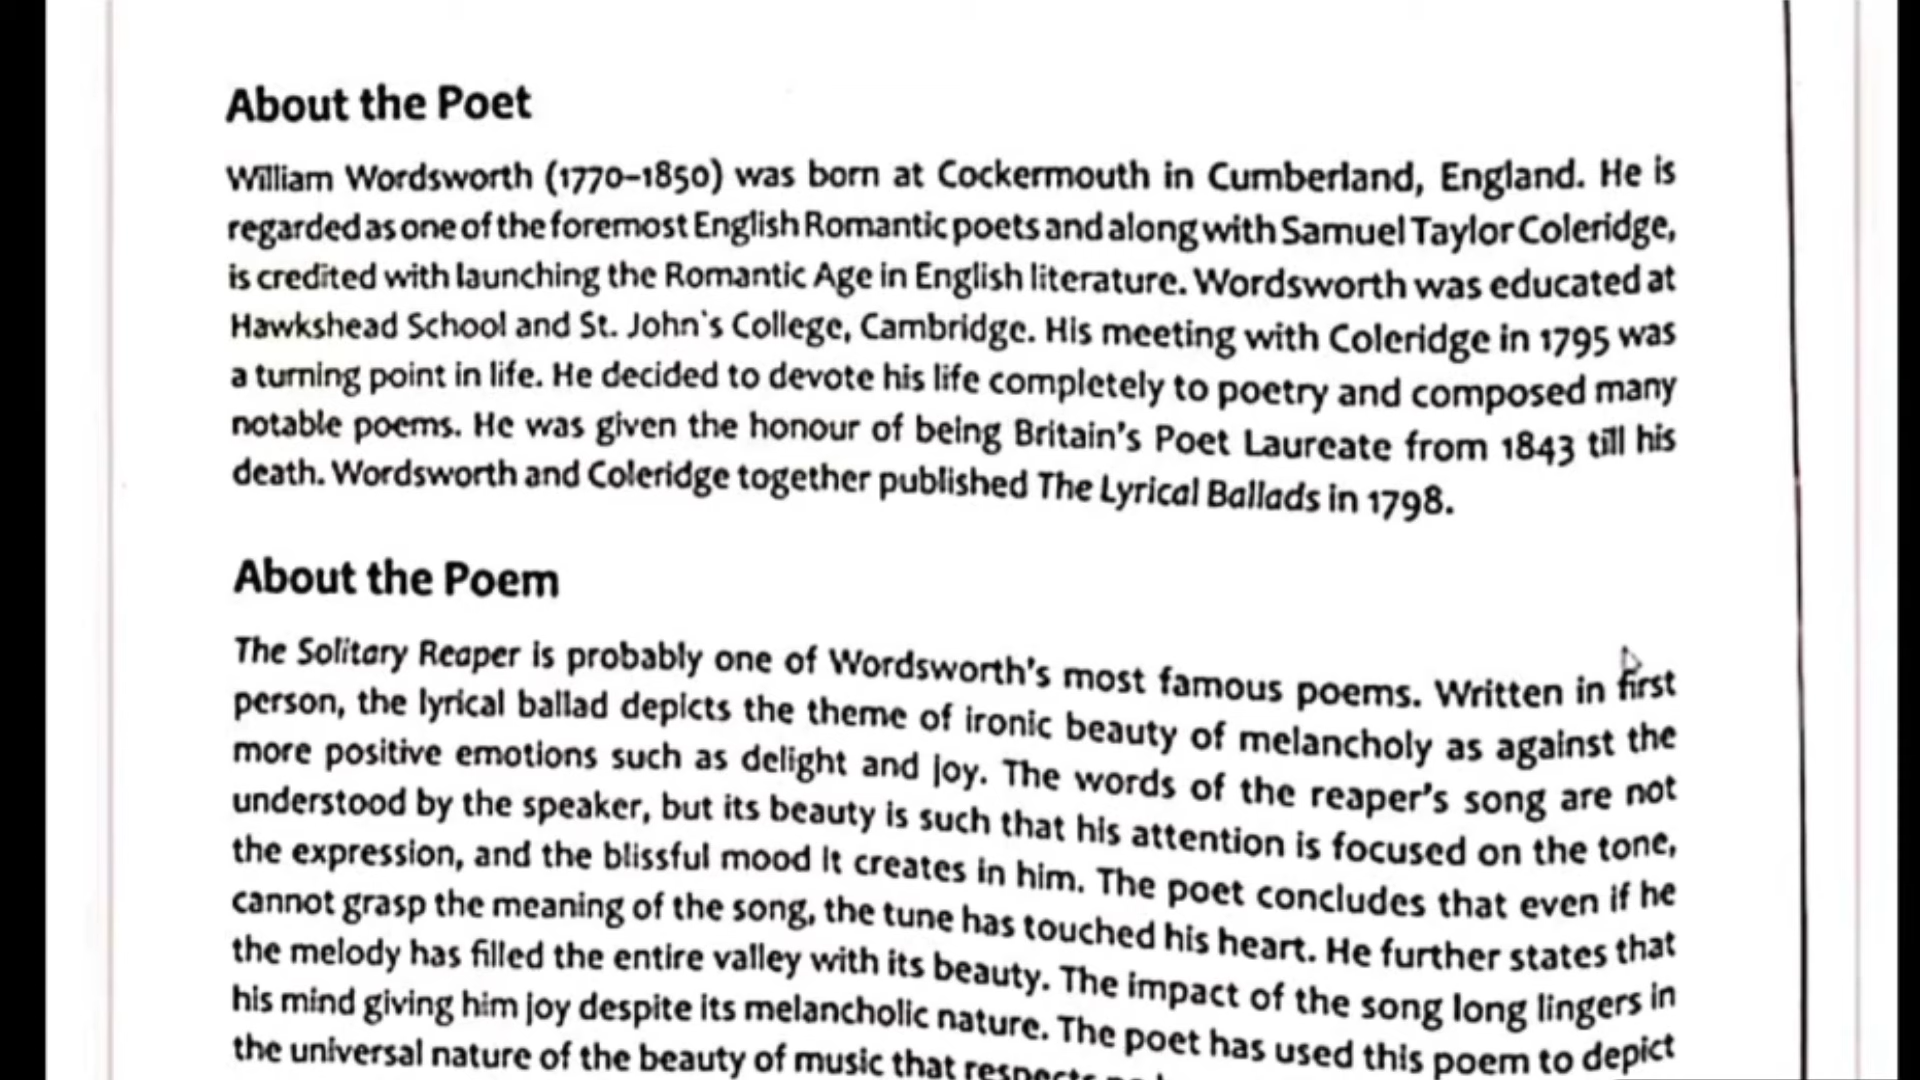 About the Poet
William Wordsworth (1770–1850) was born at Cockermouth in Cumberland, England. He is
regarded as one of the foremost English Romantic poets and along with Samuel Taylor Coleridge,
is credited with launching the Romantic Age in English literature. Wordsworth was educated at
Hawkshead School and St. John's College, Cambridge. His meeting with Coleridge in 1795 was
a turning point in life. He decided to devote his life completely to poetry and composed many
notable poems. He was given the honour of being Britain's Poet Laureate from 1843 till his
death. Wordsworth and Coleridge together published The Lyrical Ballads in 1798.
About the Poem
The Solitary Reaper is probably one of Wordsworth's most famous poems. Written in first
person, the lyrical ballad depicts the theme of ironic beauty of melancholy as against the
more positive emotions such as delight and joy. The words of the reaper's song are not
understood by the speaker, but its beauty is such that his attention is focused on the tone,
the expression, and the blissful mood it creates in him. The poet concludes that even if he
cannot grasp the meaning of the song, the tune has touched his heart. He further states that
the melody has filled the entire valley with its beauty. The impact of the song long lingers in
his mind giving him joy despite its melancholic nature. The poet has used this poem to depict
the universal nature of the beauty of music that respects